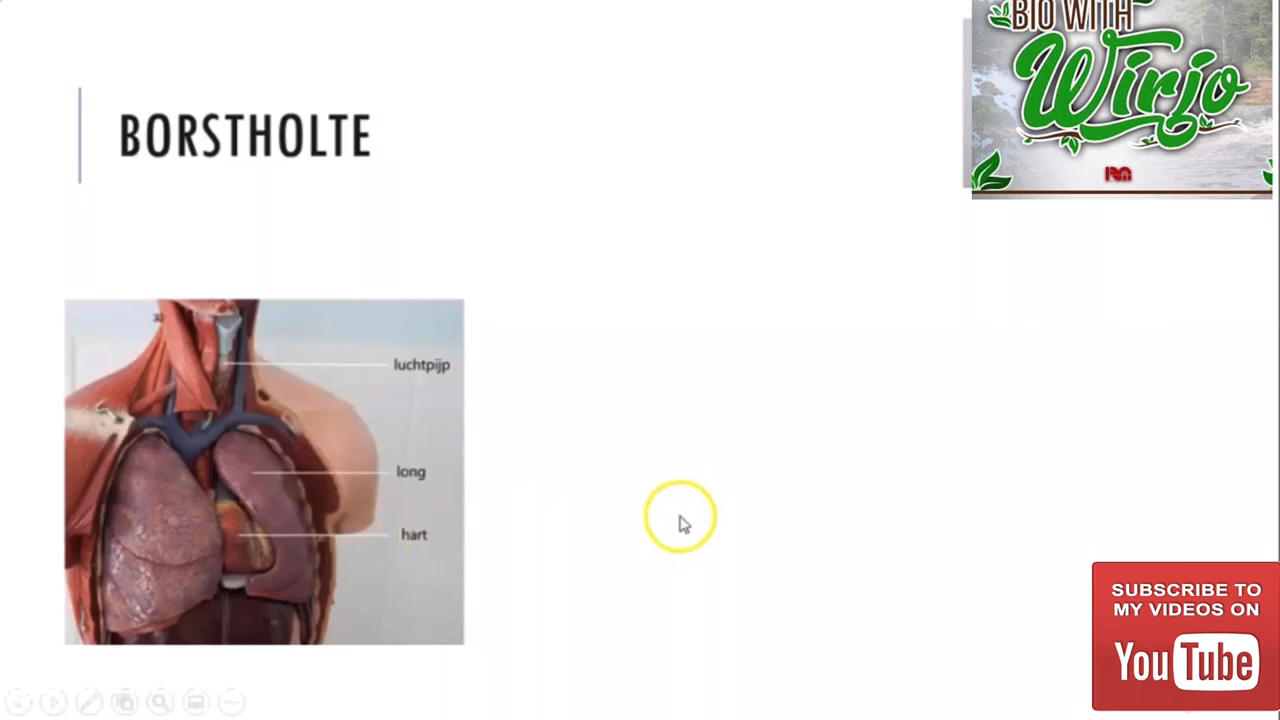 BIO WITH
Wirjo
BORSTHOLTE
luchtpijp
long
hart
SUBSCRIBE TO
MY VIDEOS ON
YouTube